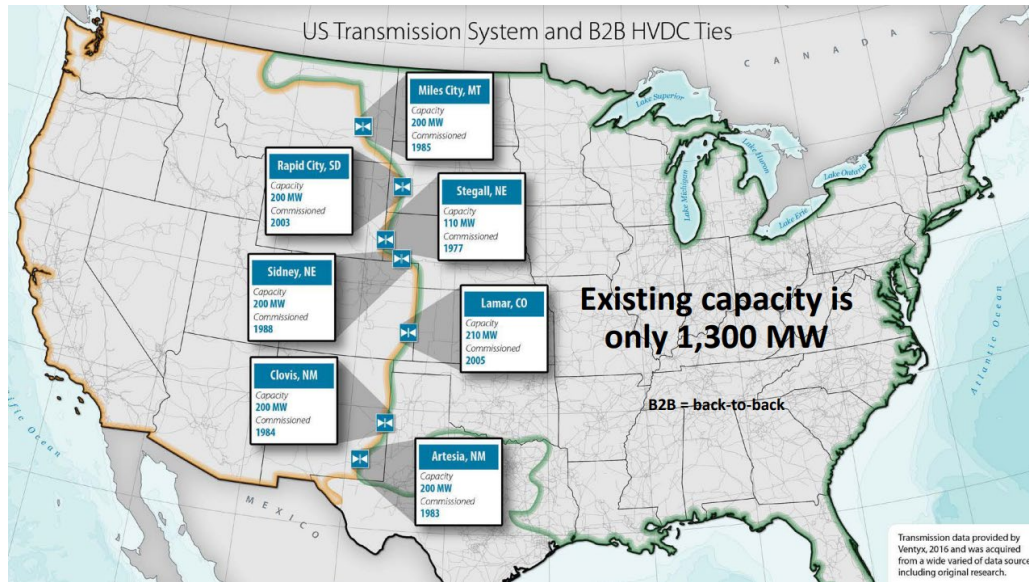 US Transmission System and B2B HVDC Ties
CANADA
Miles City, MT
Capacity
200 MW
Commissioned
1985
Rapid City, SD
Capacity
200 MW
Commissioned
2003
Stegall, NE
Capacity
110 MW
Commissioned
1977
Sidney, NE
Capacity
200 MW
Commissioned
1988
Lamar, CO
Capacity
210 MW
Commissioned
2005
Clovis, NM
Capacity
200 MW
Commissioned
1984
Artesia, NM
Capacity
200 MW
Commissioned
1983
Lake Superior
Lake Michigan
Lake Huron
Lake Ontario
Lake Erie
Existing capacity is
only 1,300 MW
B2B = back-to-back
Atlantic Ocean
cific Ocean
MEXICO
Transmission data provided by
Ventyx, 2016 and was acquired
from a wide varied of data source
including original research.